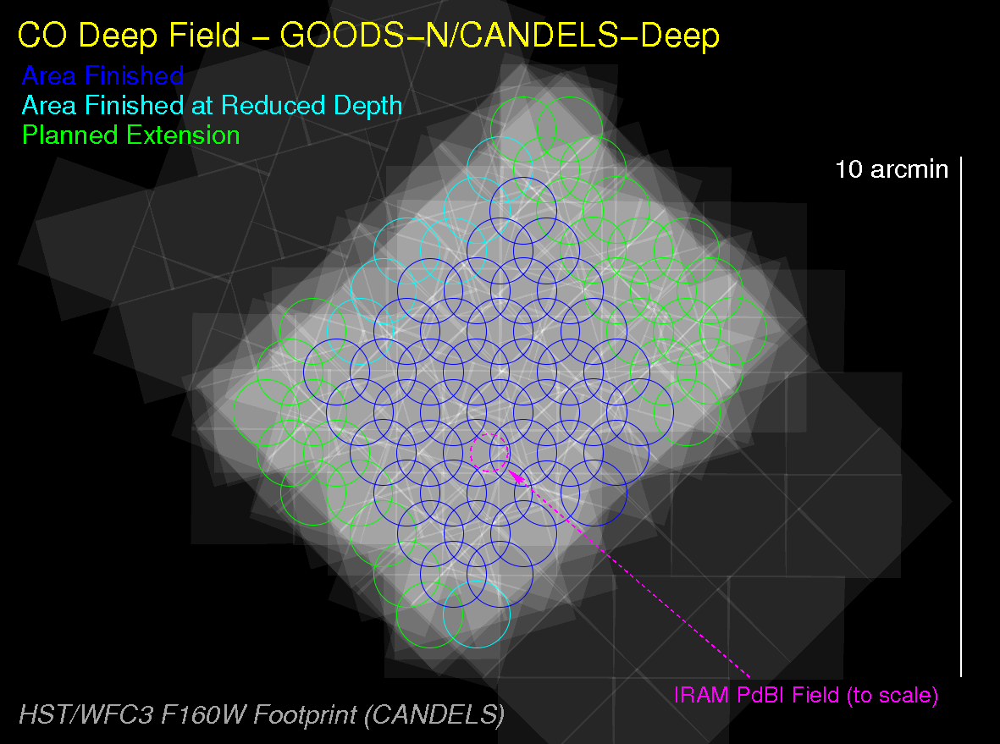 CO Deep Field – GOODS–N/CANDELS–Deep
Area Finished
Area Finished at Reduced Depth
Planned Extension
10 arcmin
IRAM PdBI Field (to scale)
HST/WFC3 F160W Footprint (CANDELS)